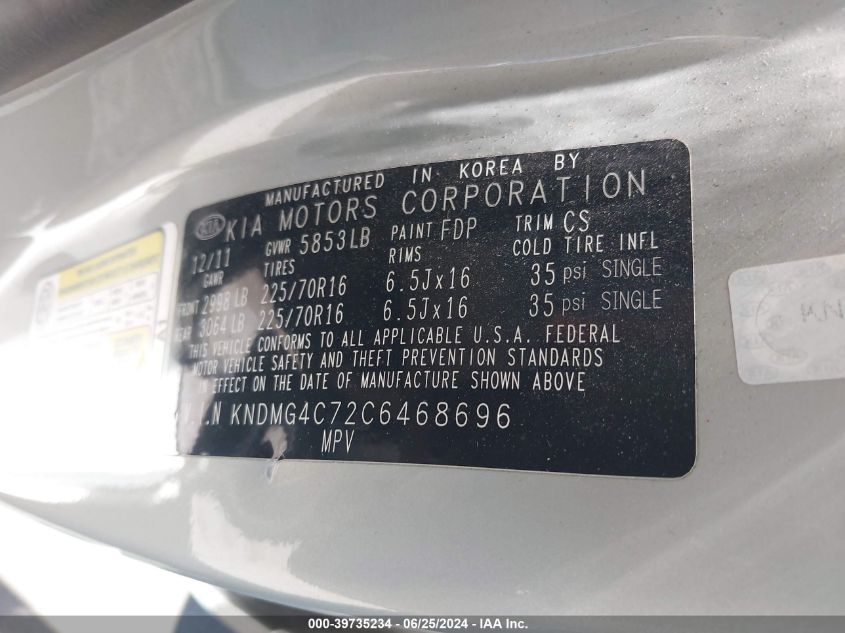 MANUFACTURED IN KOREA BY
KIA KIA MOTORS CORPORATION
12/11 GVWR 5853LB PAINT FDP TRIM CS
GAWR TIRES RIMS COLD TIRE INFL
FRONT 2998 LB 225/70R16 6.5Jx16 35 psi SINGLE
REAR 3064 LB 225/70R16 6.5Jx16 35 psi SINGLE
THIS VEHICLE CONFORMS TO ALL APPLICABLE U.S.A. FEDERAL
MOTOR VEHICLE SAFETY AND THEFT PREVENTION STANDARDS
IN EFFECT ON THE DATE OF MANUFACTURE SHOWN ABOVE
V.I.N KNDMG4C72C6468696
MPV
000-39735234 - 06/25/2024 - IAA Inc.